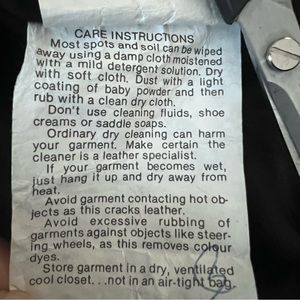 CARE INSTRUCTIONS
Most spots and soil can be wiped
away using a damp cloth moistened
with a mild detergent solution. Dry
with soft cloth. Dust with a light
coating of baby powder and then
rub with a clean dry cloth.
Don't use cleaning fluids, shoe
creams or saddle soaps.
Ordinary dry cleaning can harm
your garment. Make certain the
cleaner is a leather specialist.
If your garment becomes wet,
just hang it up and dry away from
heat.
Avoid garment contacting hot ob-
jects as this cracks leather.
Avoid excessive rubbing of
garments against objects like steer-
ing wheels, as this removes colour
dyes.
Store garment in a dry, ventilated
cool closet...not in an air-tight bag.